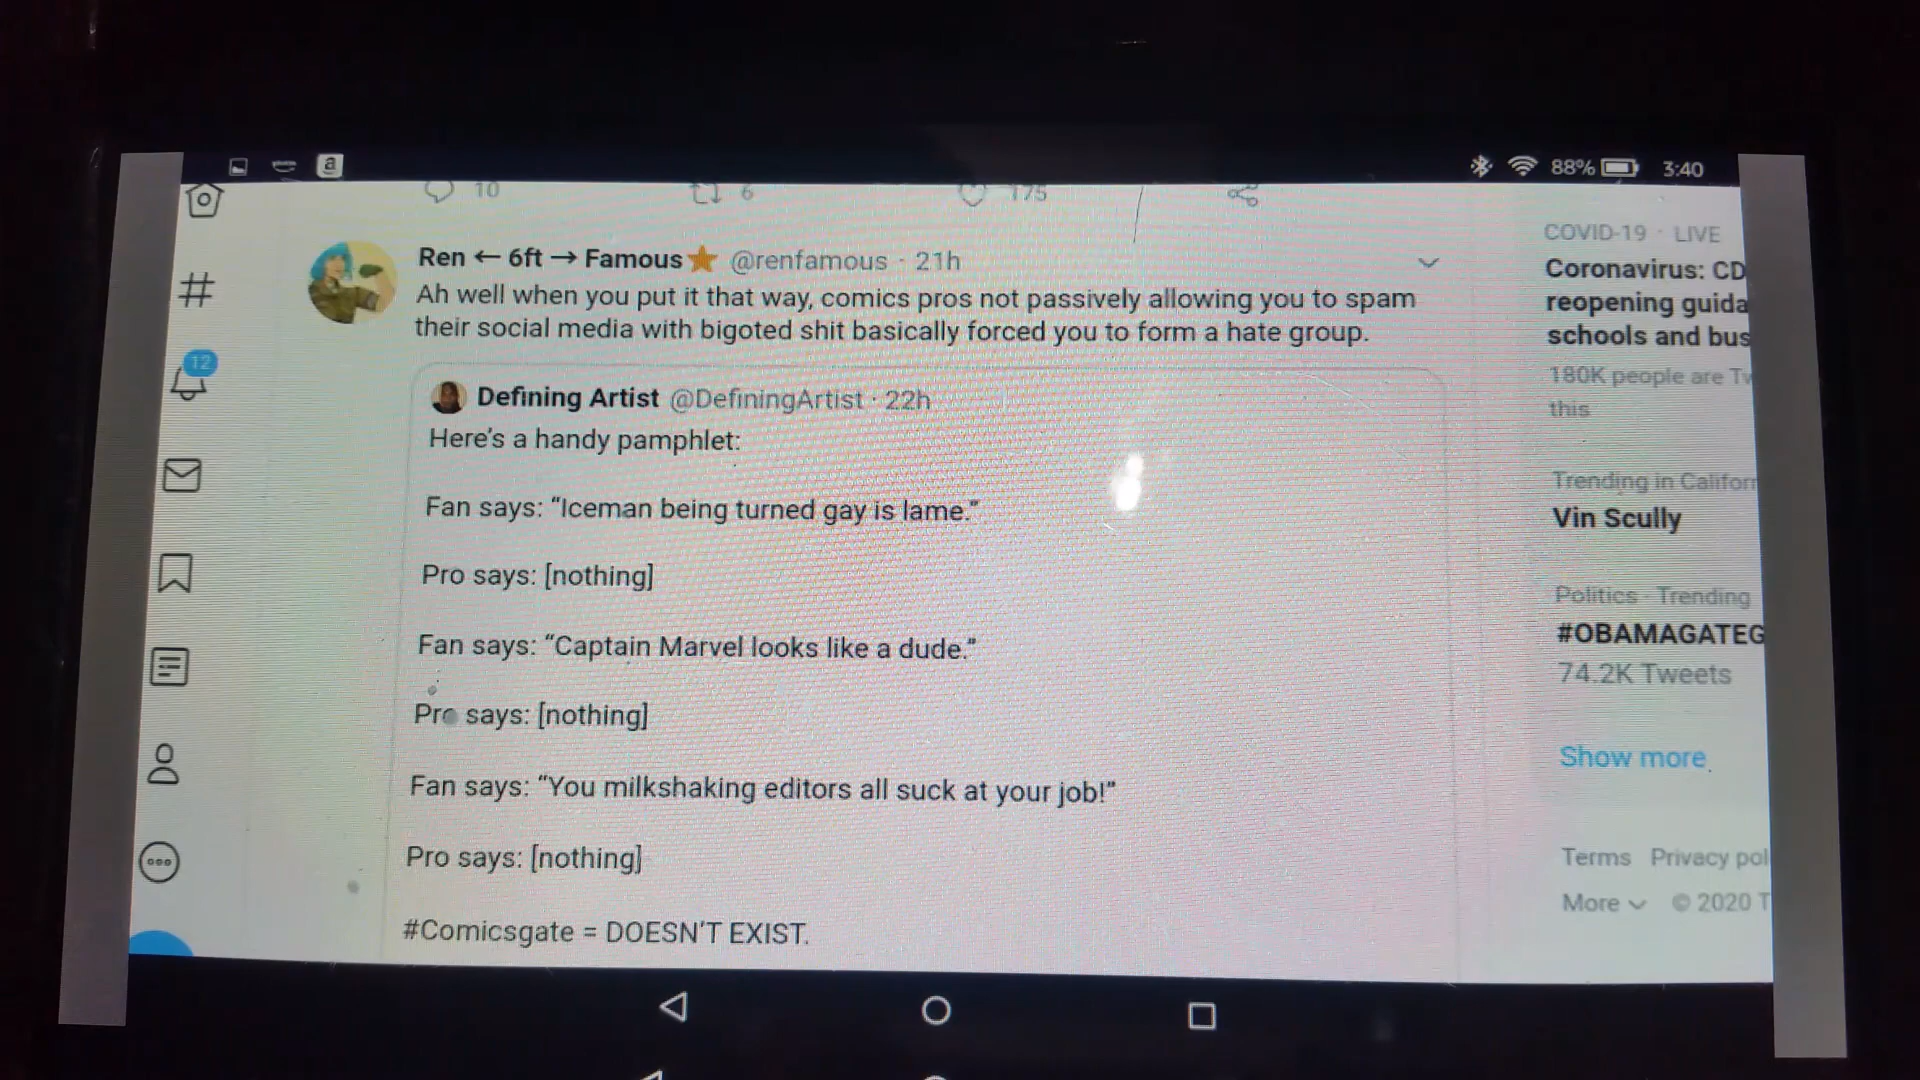 a
88%
3:40
10
6
175
Ren ← 6ft → Famous⭐ @renfamous · 21h
Ah well when you put it that way, comics pros not passively allowing you to spam
their social media with bigoted shit basically forced you to form a hate group.
Defining Artist @DefiningArtist · 22h
Here's a handy pamphlet:
Fan says: “Iceman being turned gay is lame.”
Pro says: [nothing]
Fan says: “Captain Marvel looks like a dude.”
Pro says: [nothing]
Fan says: “You milkshaking editors all suck at your job!”
Pro says: [nothing]
#Comicsgate = DOESN'T EXIST.
12
COVID-19 · LIVE
Coronavirus: CD
reopening guida
schools and bus
180K people are Tw
this
Trending in Californ
Vin Scully
Politics · Trending
#OBAMAGATEG
74.2K Tweets
Show more
Terms Privacy pol
More © 2020 T